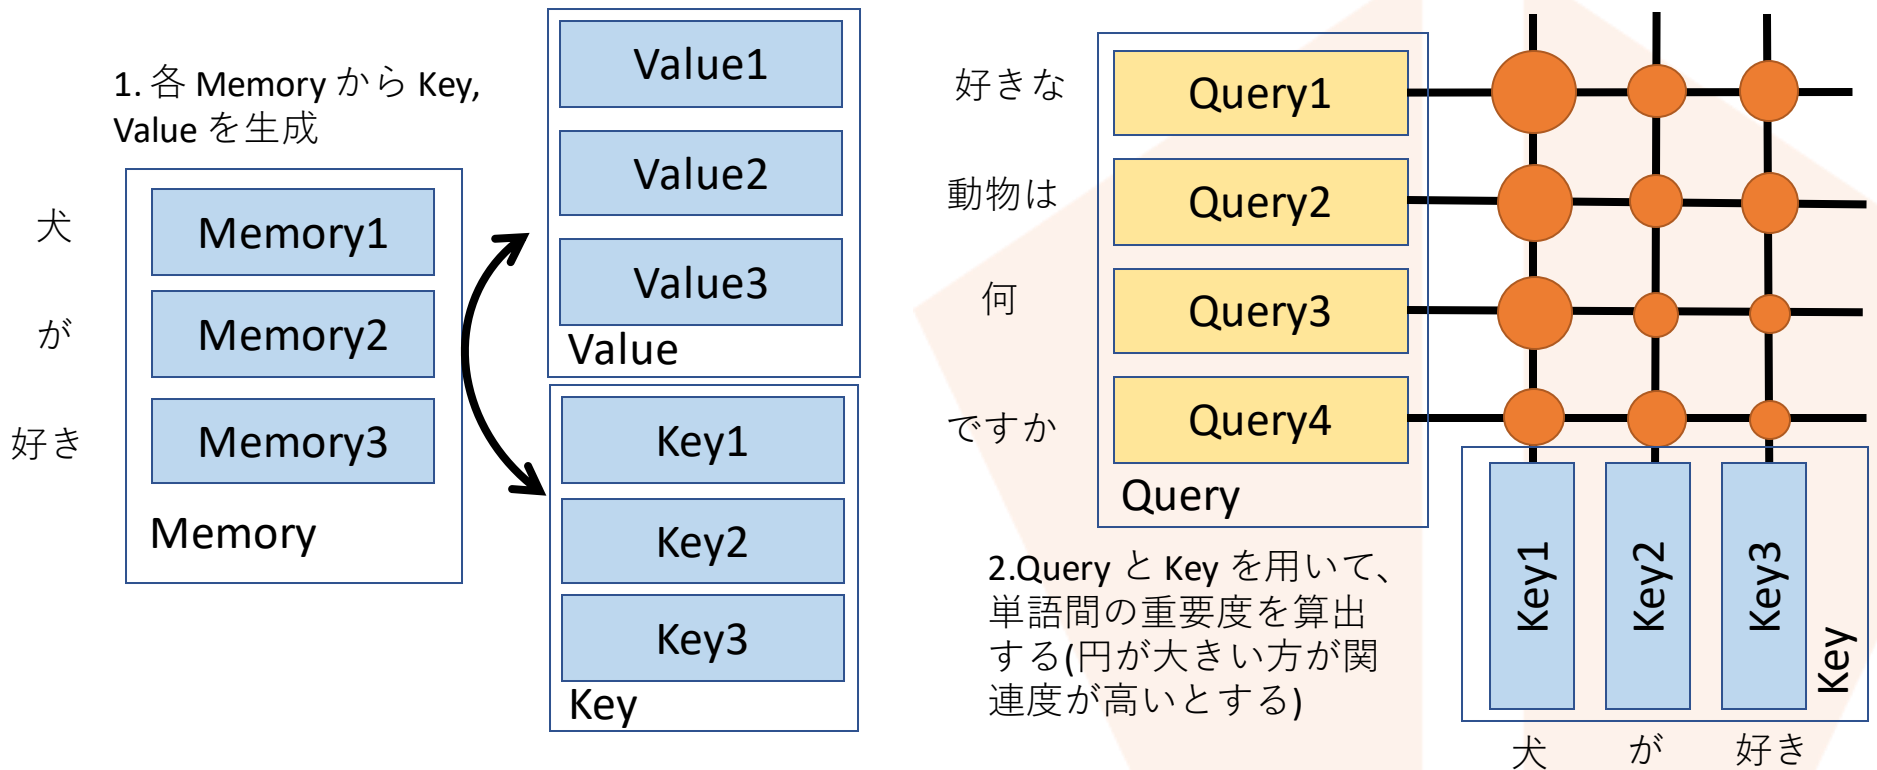 1. 各 Memory から Key,
Value を生成
犬
が
好き
Memory1
Memory2
Memory3
Memory
Value1
Value2
Value3
Value
Key1
Key2
Key3
Key
好きな
動物は
何
ですか
Query1
Query2
Query3
Query4
Query
2.Query と Key を用いて、
単語間の重要度を算出
する(円が大きい方が関
連度が高いとする)
Key1
Key2
Key3
Key
犬
が
好き